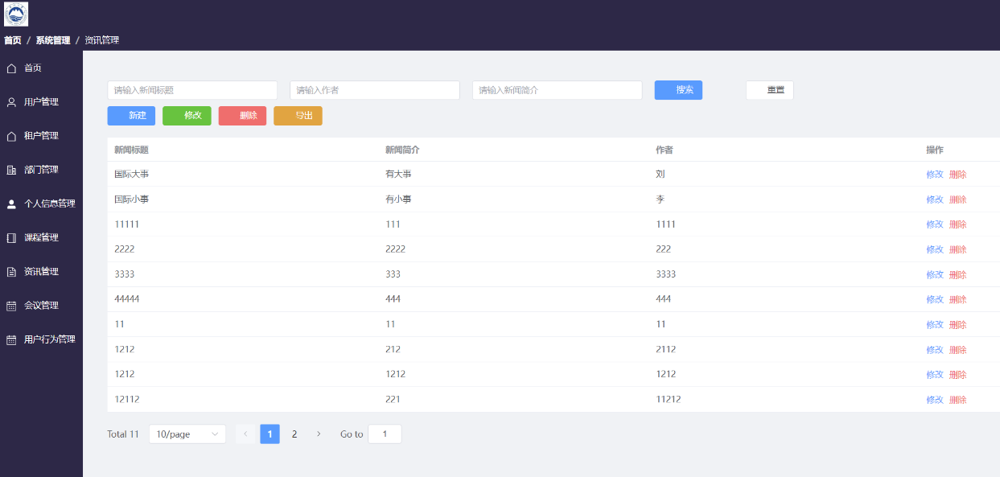 首页 / 系统管理 / 资讯管理
首页
用户管理
租户管理
部门管理
个人信息管理
课程管理
资讯管理
会议管理
用户行为管理
请输入新闻标题 请输入作者 请输入新闻简介 搜索 重置
新建 修改 删除 导出
新闻标题 新闻简介 作者 操作
国际大事 有大事 刘 修改 删除
国际小事 有小事 李 修改 删除
11111 111 1111 修改 删除
2222 2222 222 修改 删除
3333 333 3333 修改 删除
44444 444 444 修改 删除
11 11 11 修改 删除
1212 212 2112 修改 删除
1212 1212 1212 修改 删除
12112 221 11212 修改 删除
Total 11 10/page 1 2 Go to 1